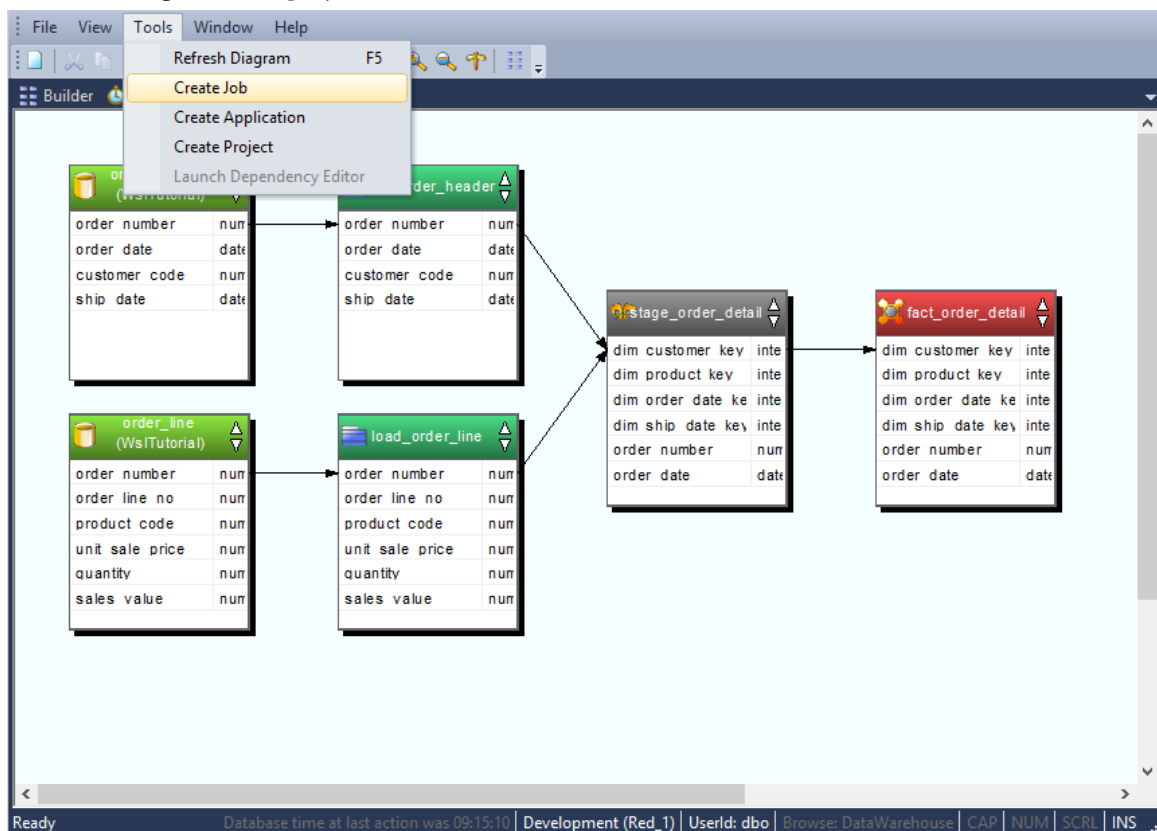 File View Tools Window Help
Refresh Diagram F5
Create Job
Builder
Create Application
Create Project
Launch Dependency Editor
(WslTutorial)
order number num
order date date
customer code num
ship date date
order number num
order date date
customer code num
ship date date
stage_order_detail
dim customer key inte
dim product key inte
dim order date ke inte
dim ship date key inte
order number num
order date date
fact_order_detail
dim customer key inte
dim product key inte
dim order date ke inte
dim ship date key inte
order number num
order date date
order_line
(WslTutorial)
order number num
order line no num
product code num
unit sale price num
quantity num
sales value num
load_order_line
order number num
order line no num
product code num
unit sale price num
quantity num
sales value num
Ready Database time at last action was 09:15:10 Development (Red_1) UserId: dbo Browse: DataWarehouse CAP NUM SCRL INS